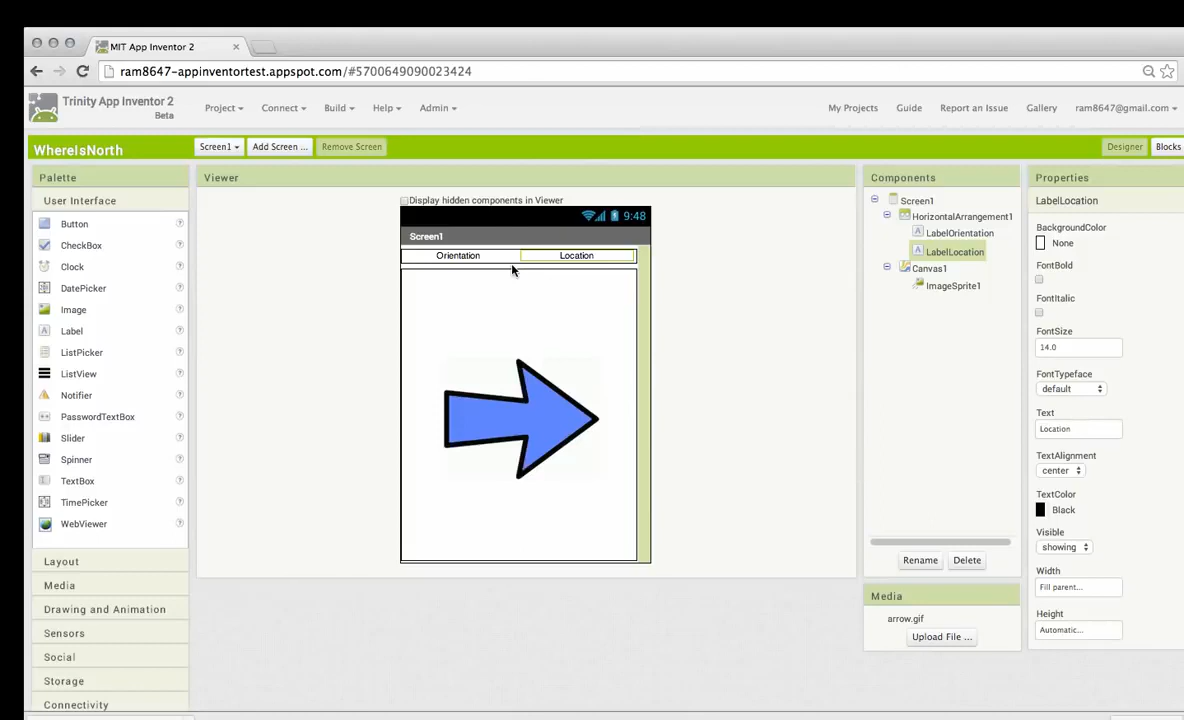 MIT App Inventor 2
ram8647-appinventortest.appspot.com/#5700649090023424
Trinity App Inventor 2
Beta
Project
Connect
Build
Help
Admin
My Projects
Guide
Report an Issue
Gallery
ram8647@gmail.com
WhereIsNorth
Screen1
Add Screen ...
Remove Screen
Designer
Blocks
Palette
User Interface
Button
CheckBox
Clock
DatePicker
Image
Label
ListPicker
ListView
Notifier
PasswordTextBox
Slider
Spinner
TextBox
TimePicker
WebViewer
Layout
Media
Drawing and Animation
Sensors
Social
Storage
Connectivity
Viewer
Display hidden components in Viewer
9:48
Screen1
Orientation
Location
Components
Screen1
HorizontalArrangement1
LabelOrientation
LabelLocation
Canvas1
ImageSprite1
Rename
Delete
Media
arrow.gif
Upload File ...
Properties
LabelLocation
BackgroundColor
None
FontBold
FontItalic
FontSize
14.0
FontTypeface
default
Text
Location
TextAlignment
center
TextColor
Black
Visible
showing
Width
Fill parent...
Height
Automatic...